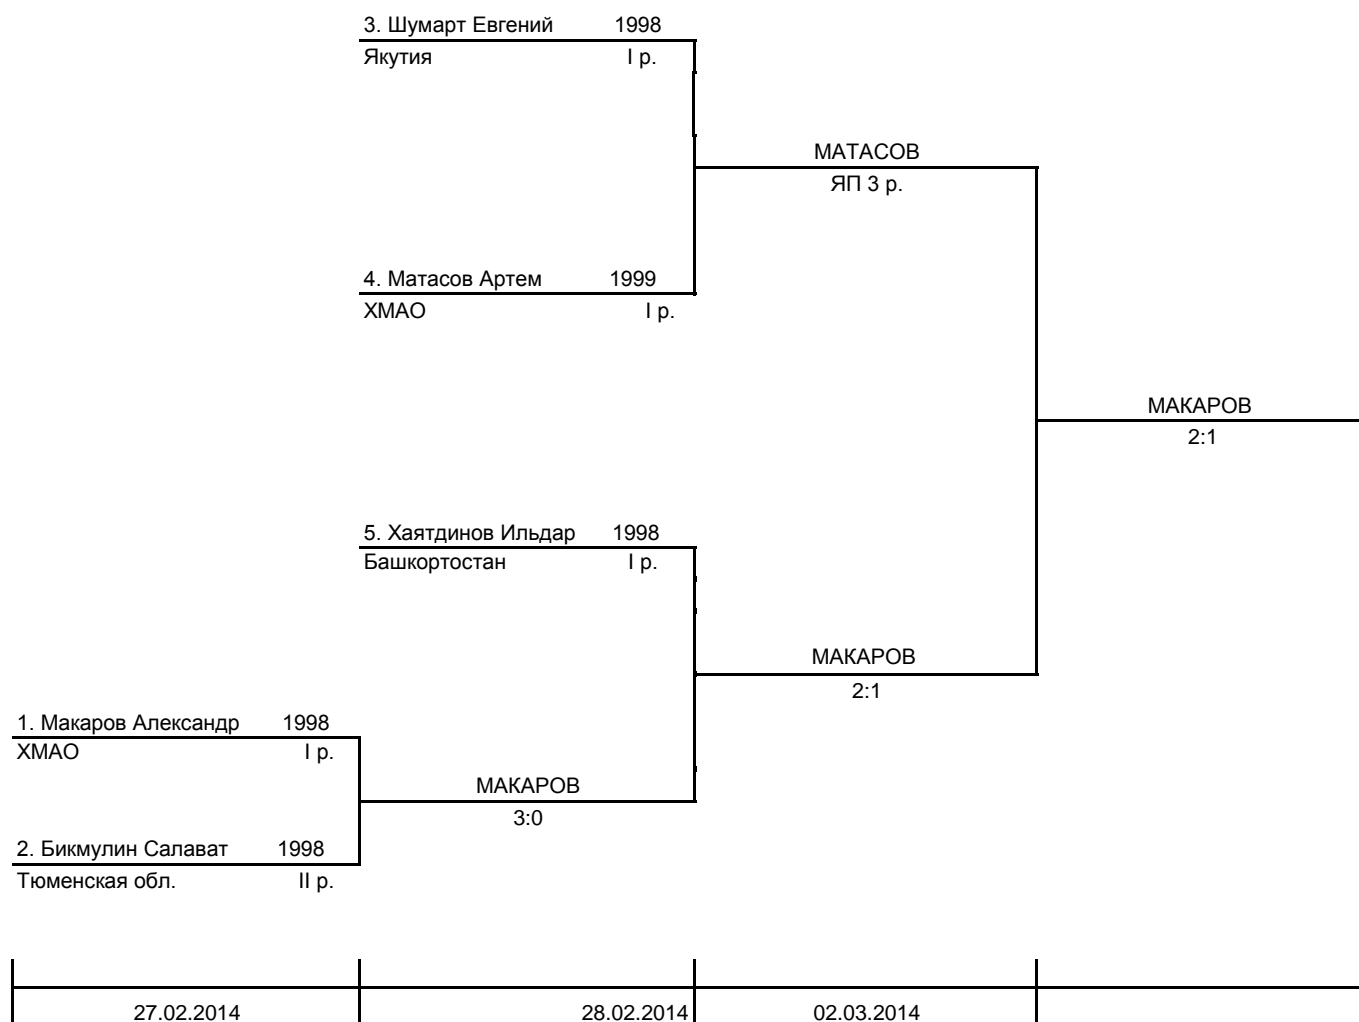 3. Шумарт Евгений 1998
Якутия I р.
МАТАСОВ
ЯП 3 р.
4. Матасов Артем 1999
ХМАО I р.
МАКАРОВ
2:1
5. Хаятдинов Ильдар 1998
Башкортостан I р.
МАКАРОВ
2:1
1. Макаров Александр 1998
ХМАО I р.
МАКАРОВ
3:0
2. Бикмулин Салават 1998
Тюменская обл. II р.
27.02.2014 28.02.2014 02.03.2014